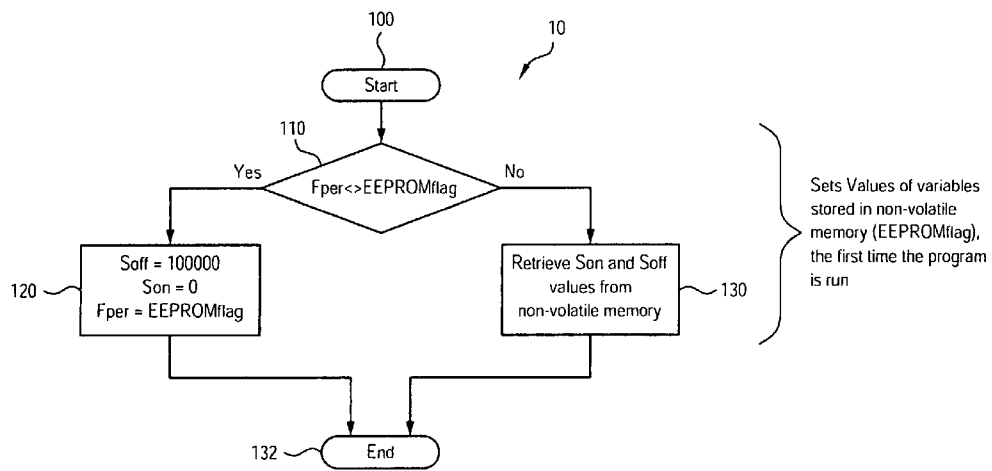 100
10
Start
110
Yes
No
Fper<>EEPROMflag
Sets Values of variables
stored in non-volatile
memory (EEPROMflag),
the first time the program
is run
120
Soff = 100000
Son = 0
Fper = EEPROMflag
Retrieve Son and Soff
values from
non-volatile memory
130
132
End